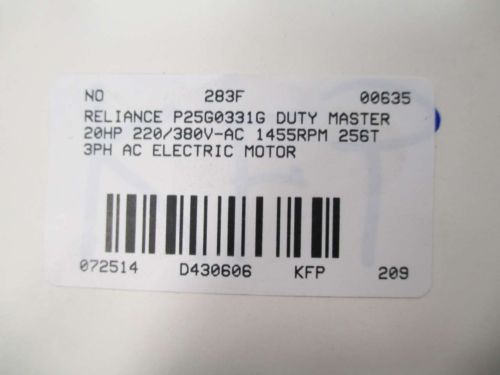 NO 283F 00635
RELIANCE P25G0331G DUTY MASTER
20HP 220/380V-AC 1455RPM 256T
3PH AC ELECTRIC MOTOR
072514 D430606 KFP 209